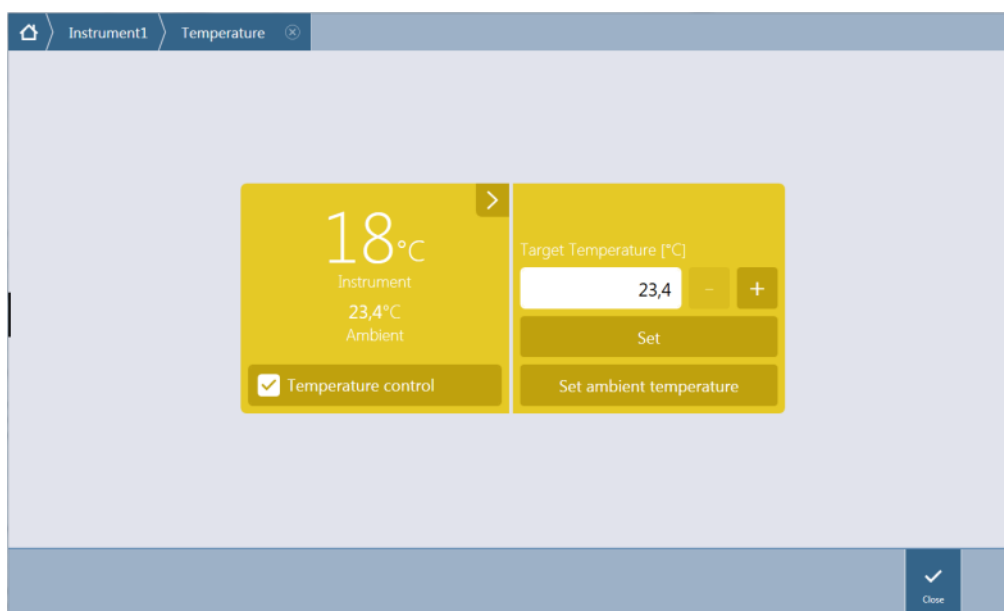 Instrument1 Temperature
18°C
Instrument
23,4°C
Ambient
Temperature control
Target Temperature [°C]
23,4 - +
Set
Set ambient temperature
Close